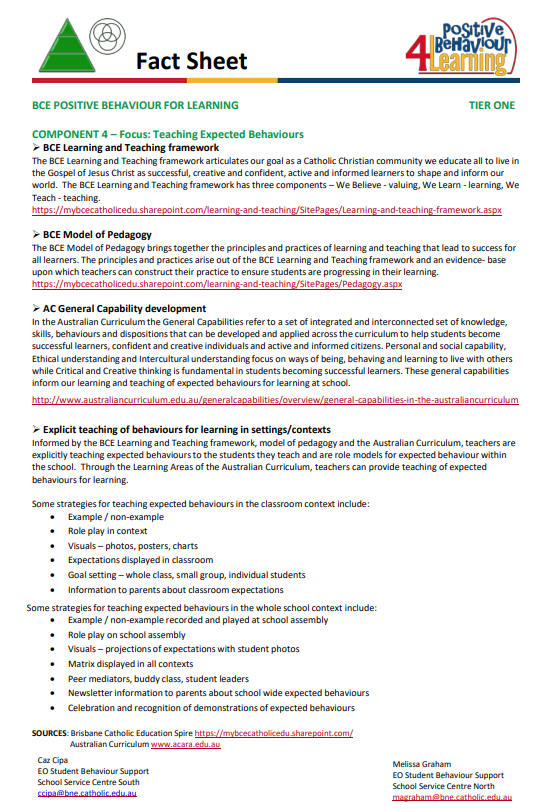 Fact Sheet
4 Positive
Behaviour
Learning
BCE POSITIVE BEHAVIOUR FOR LEARNING TIER ONE
COMPONENT 4 – Focus: Teaching Expected Behaviours
➢ BCE Learning and Teaching framework
The BCE Learning and Teaching framework articulates our goal as a Catholic Christian community we educate all to live in
the Gospel of Jesus Christ as successful, creative and confident, active and informed learners to shape and inform our
world. The BCE Learning and Teaching framework has three components – We Believe - valuing, We Learn - learning, We
Teach - teaching.
https://mybcecatholicedu.sharepoint.com/learning-and-teaching/SitePages/Learning-and-teaching-framework.aspx
➢ BCE Model of Pedagogy
The BCE Model of Pedagogy brings together the principles and practices of learning and teaching that lead to success for
all learners. The principles and practices arise out of the BCE Learning and Teaching framework and an evidence- base
upon which teachers can construct their practice to ensure students are progressing in their learning.
https://mybcecatholicedu.sharepoint.com/learning-and-teaching/SitePages/Pedagogy.aspx
➢ AC General Capability development
In the Australian Curriculum the General Capabilities refer to a set of integrated and interconnected set of knowledge,
skills, behaviours and dispositions that can be developed and applied across the curriculum to help students become
successful learners, confident and creative individuals and active and informed citizens. Personal and social capability,
Ethical understanding and Intercultural understanding focus on ways of being, behaving and learning to live with others
while Critical and Creative thinking is fundamental in students becoming successful learners. These general capabilities
inform our learning and teaching of expected behaviours for learning at school.
http://www.australiancurriculum.edu.au/generalcapabilities/overview/general-capabilities-in-the-australiancurriculum
➢ Explicit teaching of behaviours for learning in settings/contexts
Informed by the BCE Learning and Teaching framework, model of pedagogy and the Australian Curriculum, teachers are
explicitly teaching expected behaviours to the students they teach and are role models for expected behaviour within
the school. Through the Learning Areas of the Australian Curriculum, teachers can provide teaching of expected
behaviours for learning.
Some strategies for teaching expected behaviours in the classroom context include:
• Example / non-example
• Role play in context
• Visuals – photos, posters, charts
• Expectations displayed in classroom
• Goal setting – whole class, small group, individual students
• Information to parents about classroom expectations
Some strategies for teaching expected behaviours in the whole school context include:
• Example / non-example recorded and played at school assembly
• Role play on school assembly
• Visuals – projections of expectations with student photos
• Matrix displayed in all contexts
• Peer mediators, buddy class, student leaders
• Newsletter information to parents about school wide expected behaviours
• Celebration and recognition of demonstrations of expected behaviours
SOURCES: Brisbane Catholic Education Spire https://mybcecatholicedu.sharepoint.com/
Australian Curriculum www.acara.edu.au
Caz Cipa
EO Student Behaviour Support
School Service Centre South
ccipa@bne.catholic.edu.au
Melissa Graham
EO Student Behaviour Support
School Service Centre North
magraham@bne.catholic.edu.au